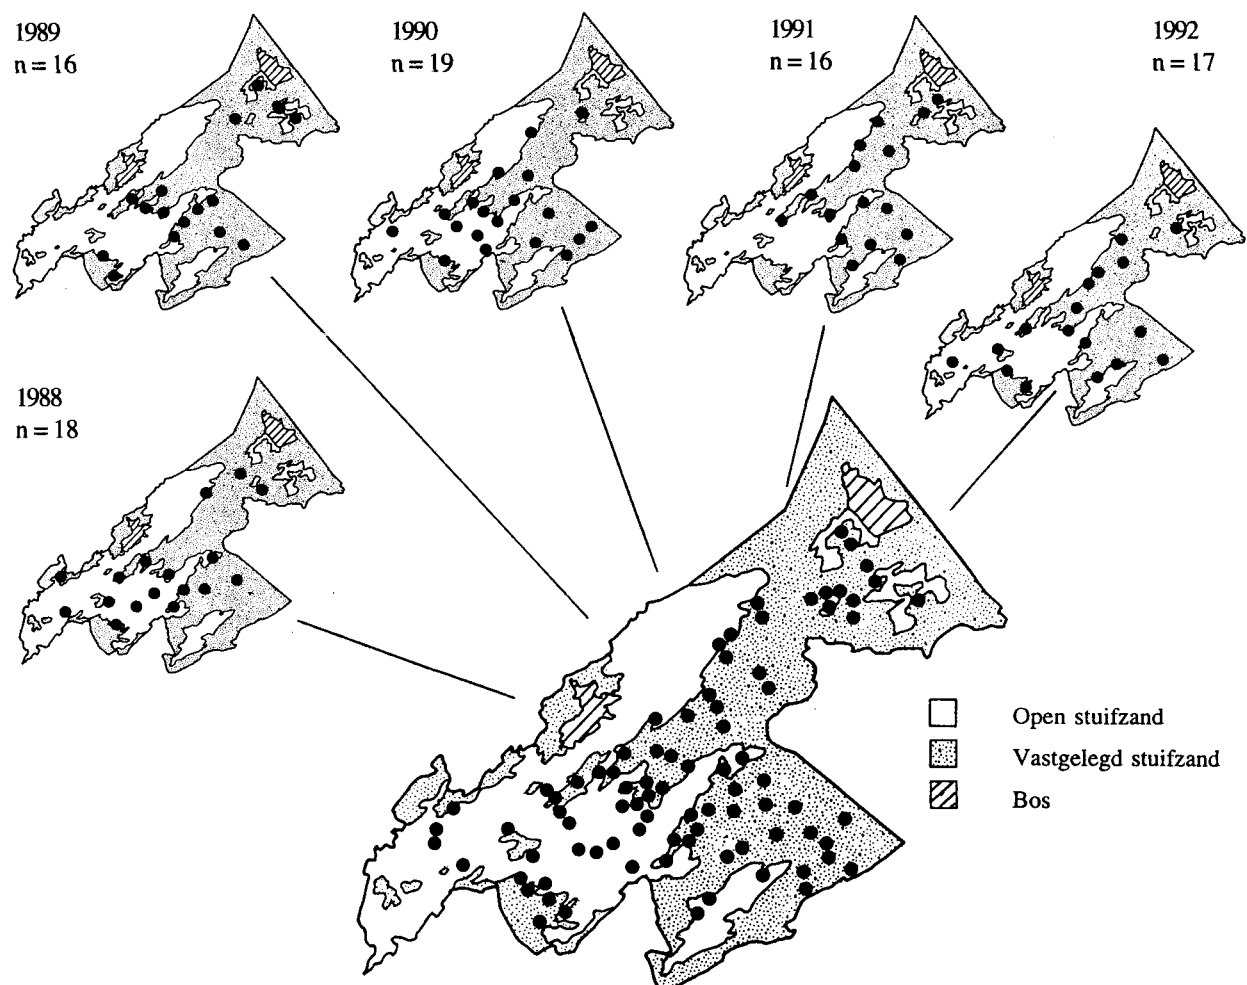 1989
n = 16
1990
n = 19
1991
n = 16
1992
n = 17
1988
n = 18
Open stuifzand
Vastgelegd stuifzand
Bos